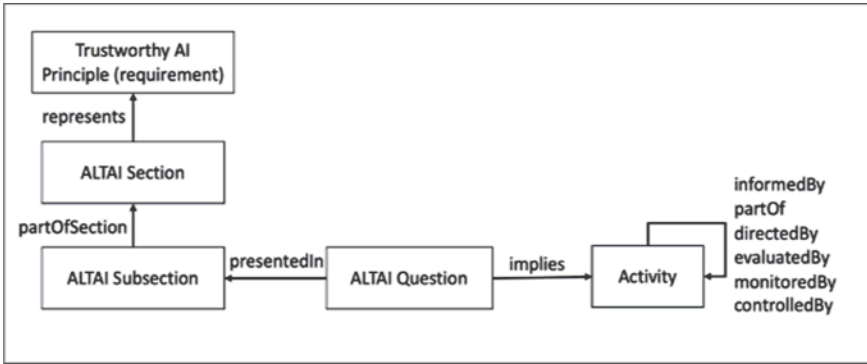 Trustworthy AI
Principle (requirement)
represents
ALTAI Section
partOfSection
ALTAI Subsection
presentedIn
ALTAI Question
implies
Activity
informedBy
partOf
directedBy
evaluatedBy
monitoredBy
controlledBy